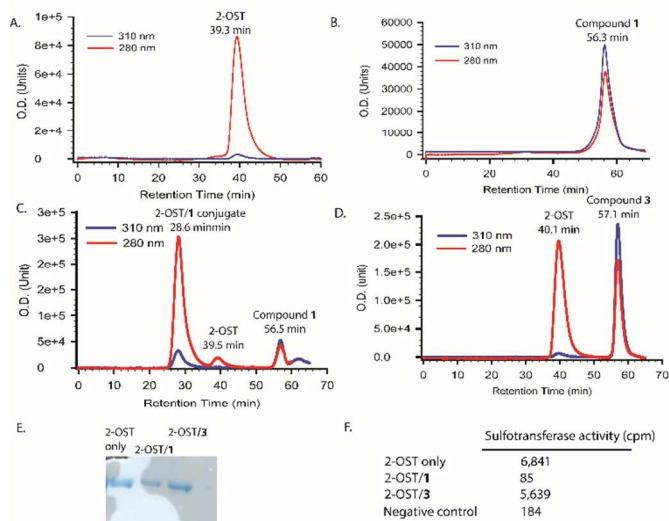 A.
2-OST
39.3 min
1e+5
8e+4
6e+4
4e+4
2e+4
0
310 nm
280 nm
O.D. (Units)
0 10 20 30 40 50 60
Retention Time (min)
B.
Compound 1
56.3 min
60000
50000
40000
30000
20000
10000
0
310 nm
280 nm
O.D. (Units)
0 10 20 30 40 50 60
Retention Time (min)
C.
2-OST/1 conjugate
28.6 minmin
3e+5
3e+5
2e+5
2e+5
1e+5
5e+4
0
310 nm
280 nm
2-OST
39.5 min
Compound 1
56.5 min
O.D. (Unit)
0 10 20 30 40 50 60 70
Retention Time (min)
D.
Compound 3
57.1 min
2-OST
40.1 min
2.5e+5
2.0e+5
1.5e+5
1.0e+5
5.0e+4
0.0
310 nm
280 nm
O.D. (Unit)
0 10 20 30 40 50 60 70
Retention Time (min)
E.
2-OST only
2-OST/1
2-OST/3
F.
Sulfotransferase activity (cpm)
2-OST only 6,841
2-OST/1 85
2-OST/3 5,639
Negative control 184